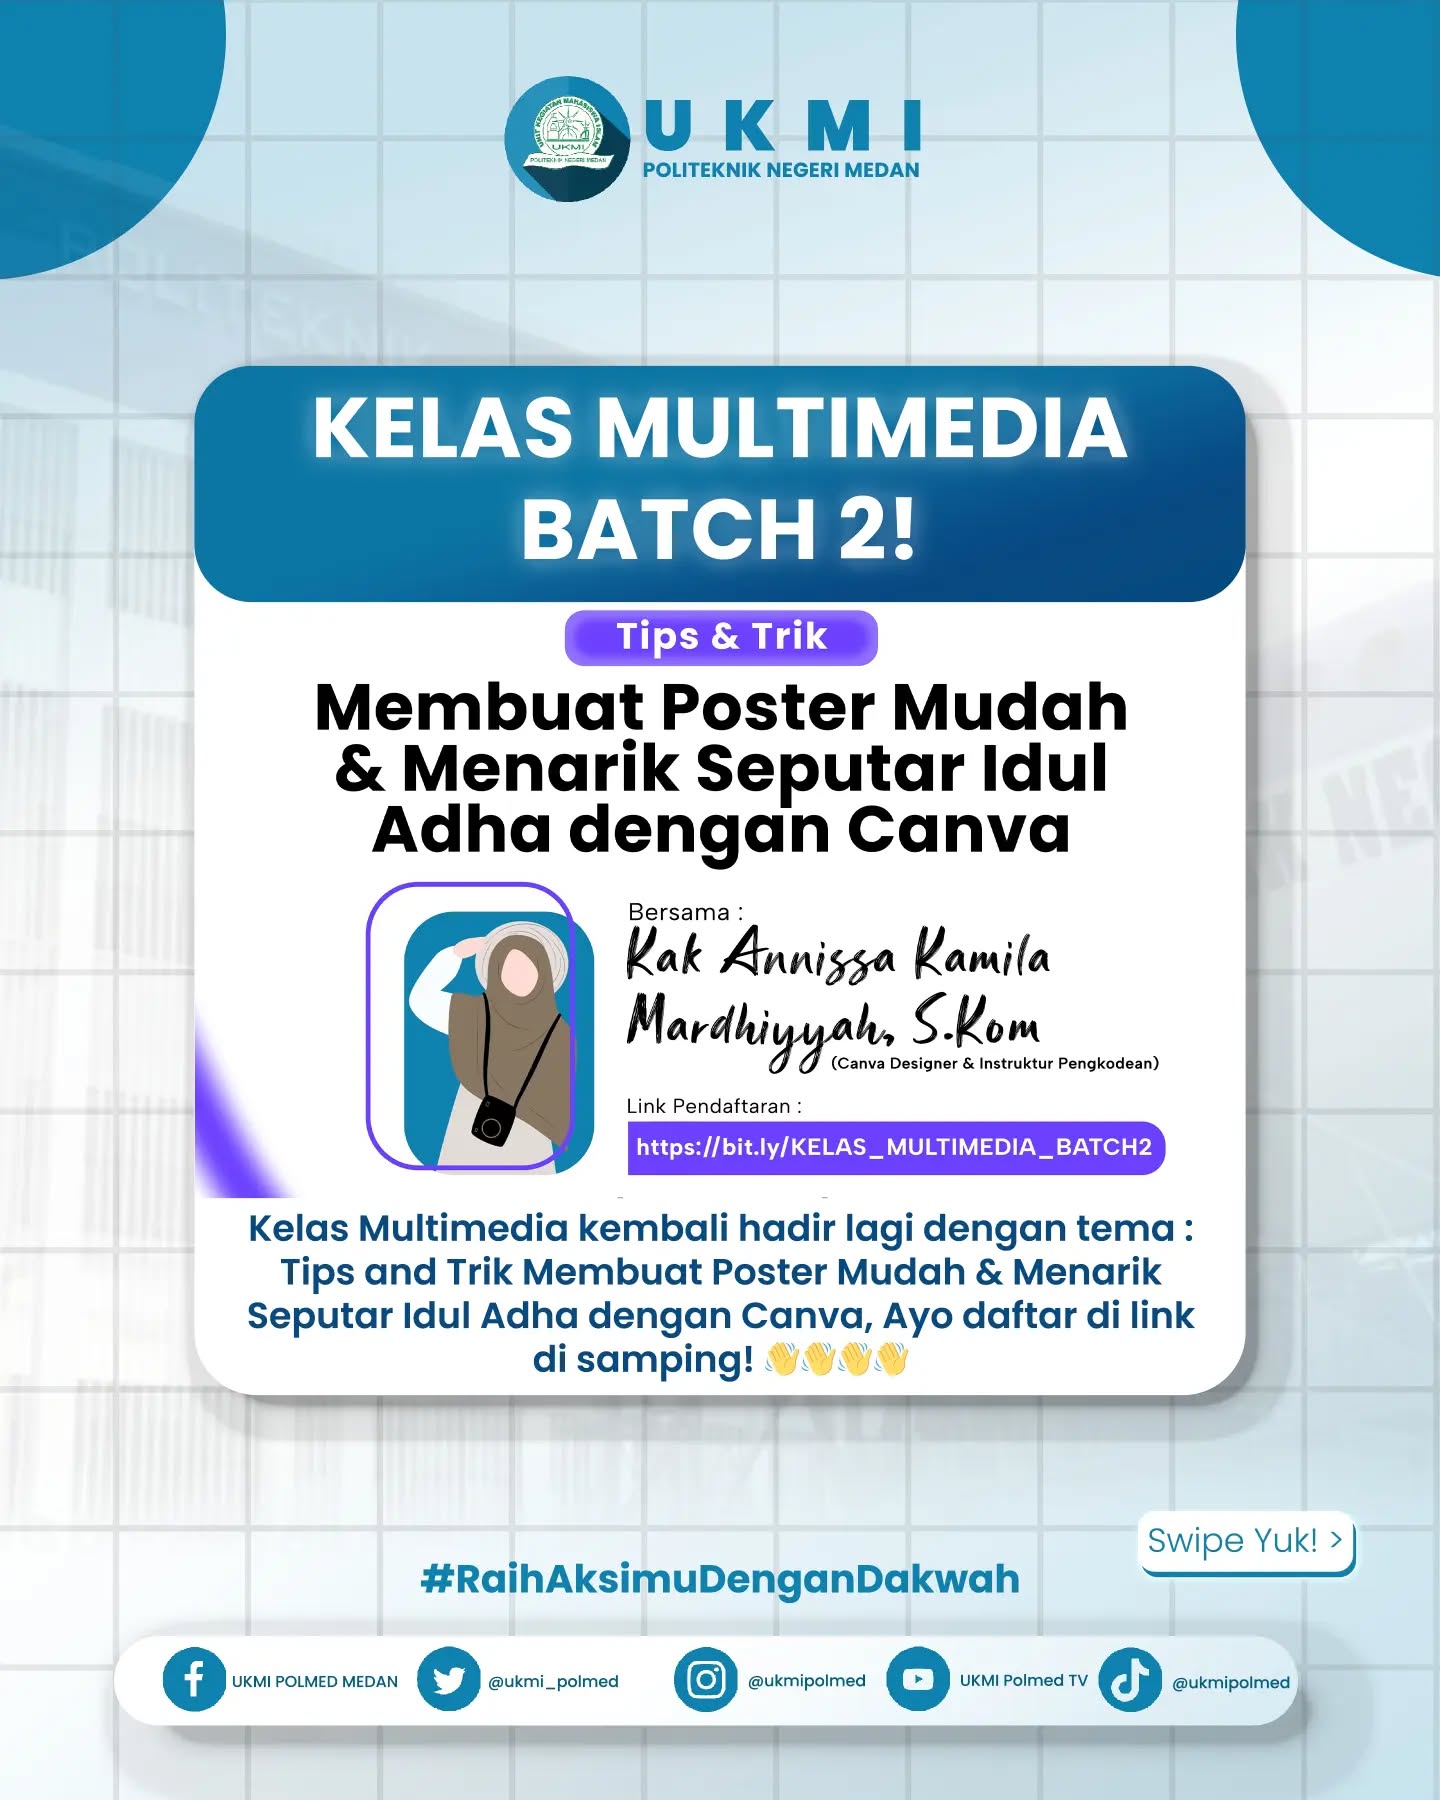 UNIT KEGIATAN MAHASISWA ISLAM
UKMI
POLITEKNIK NEGERI MEDAN
UKMI
POLITEKNIK NEGERI MEDAN
POLITEKNIK
KELAS MULTIMEDIA
BATCH 2!
Tips & Trik
Membuat Poster Mudah
& Menarik Seputar Idul
Adha dengan Canva
Bersama :
Kak Annissa Kamila
Mardhiyyah, S.Kom
(Canva Designer & Instruktur Pengkodean)
Link Pendaftaran :
https://bit.ly/KELAS_MULTIMEDIA_BATCH2
Kelas Multimedia kembali hadir lagi dengan tema :
Tips and Trik Membuat Poster Mudah & Menarik
Seputar Idul Adha dengan Canva, Ayo daftar di link
di samping! 👋👋👋👋
Swipe Yuk! >
#RaihAksimuDenganDakwah
UKMI POLMED MEDAN
@ukmi_polmed
@ukmipolmed
UKMI Polmed TV
@ukmipolmed